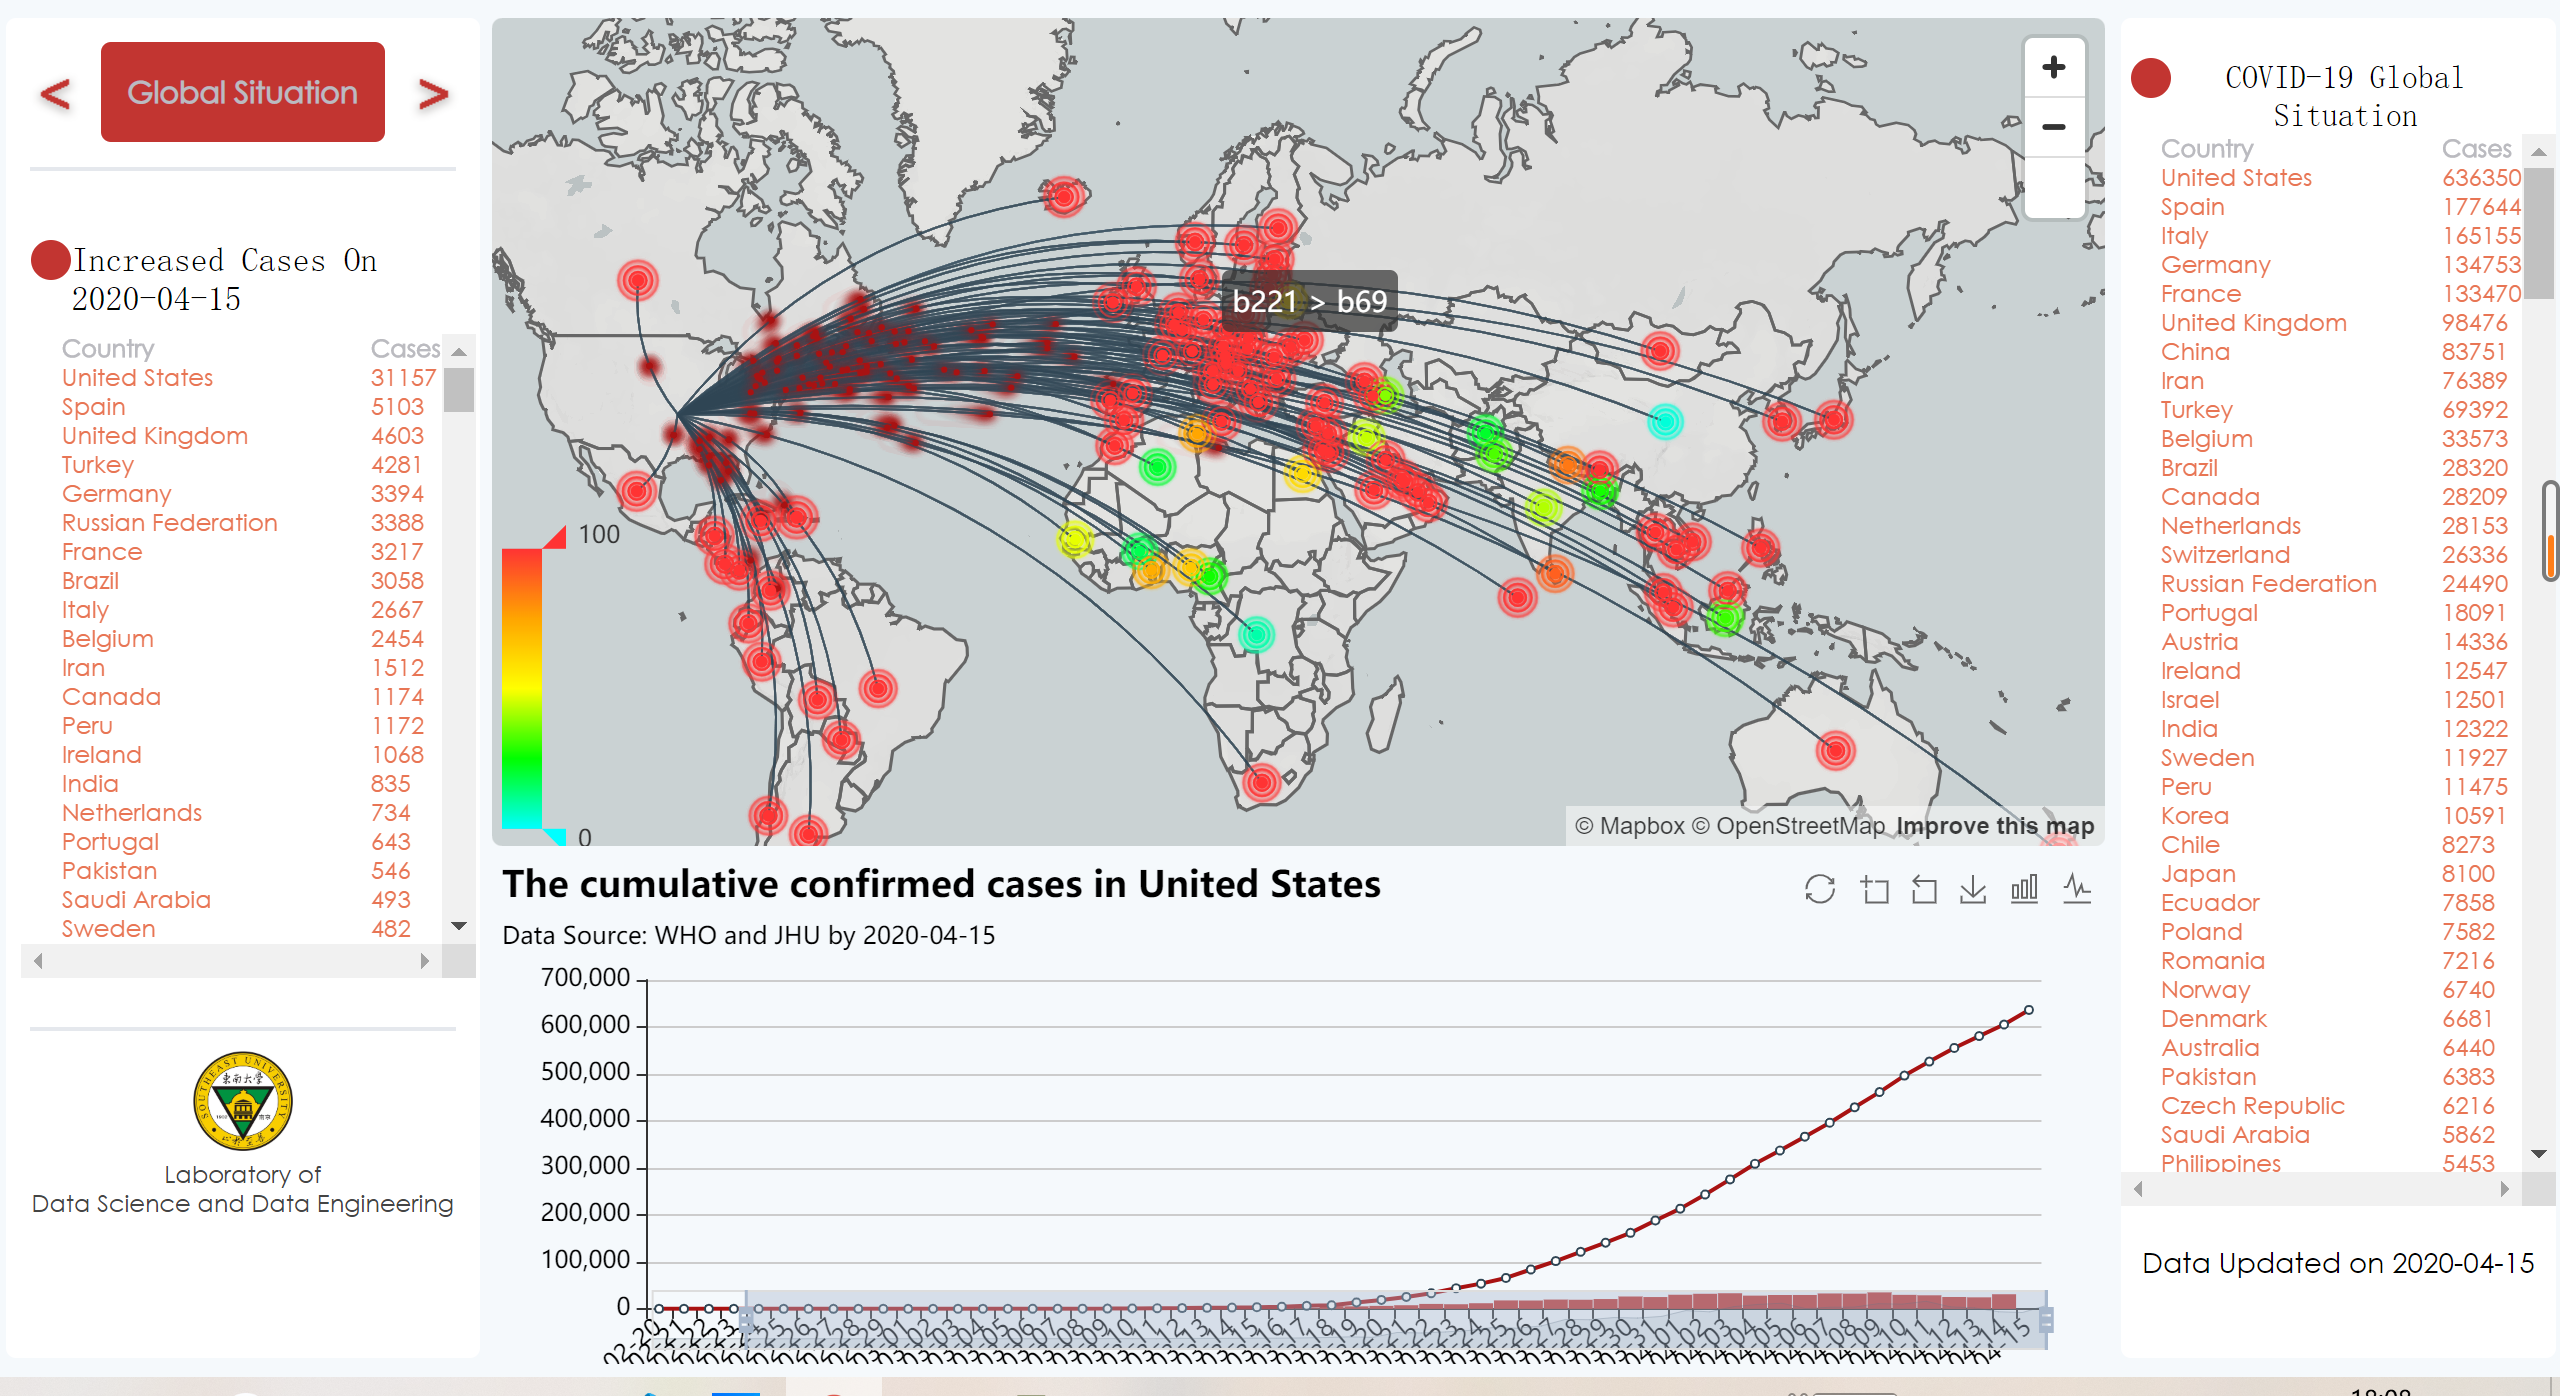 < Global Situation >
Increased Cases On
2020-04-15
Country Cases
United States 31157
Spain 5103
United Kingdom 4603
Turkey 4281
Germany 3394
Russian Federation 3388
France 3217
Brazil 3058
Italy 2667
Belgium 2454
Iran 1512
Canada 1174
Peru 1172
Ireland 1068
India 835
Netherlands 734
Portugal 643
Pakistan 546
Saudi Arabia 493
Sweden 482
SOUTHEAST UNIVERSITY
Laboratory of
Data Science and Data Engineering
b221 > b69
+
−
100
0
© Mapbox © OpenStreetMap Improve this map
The cumulative confirmed cases in United States
Data Source: WHO and JHU by 2020-04-15
700,000
600,000
500,000
400,000
300,000
200,000
100,000
0
COVID-19 Global
Situation
Country Cases
United States 636350
Spain 177644
Italy 165155
Germany 134753
France 133470
United Kingdom 98476
China 83751
Iran 76389
Turkey 69392
Belgium 33573
Brazil 28320
Canada 28209
Netherlands 28153
Switzerland 26336
Russian Federation 24490
Portugal 18091
Austria 14336
Ireland 12547
Israel 12501
India 12322
Sweden 11927
Peru 11475
Korea 10591
Chile 8273
Japan 8100
Ecuador 7858
Poland 7582
Romania 7216
Norway 6740
Denmark 6681
Australia 6440
Pakistan 6383
Czech Republic 6216
Saudi Arabia 5862
Philippines 5453
Data Updated on 2020-04-15